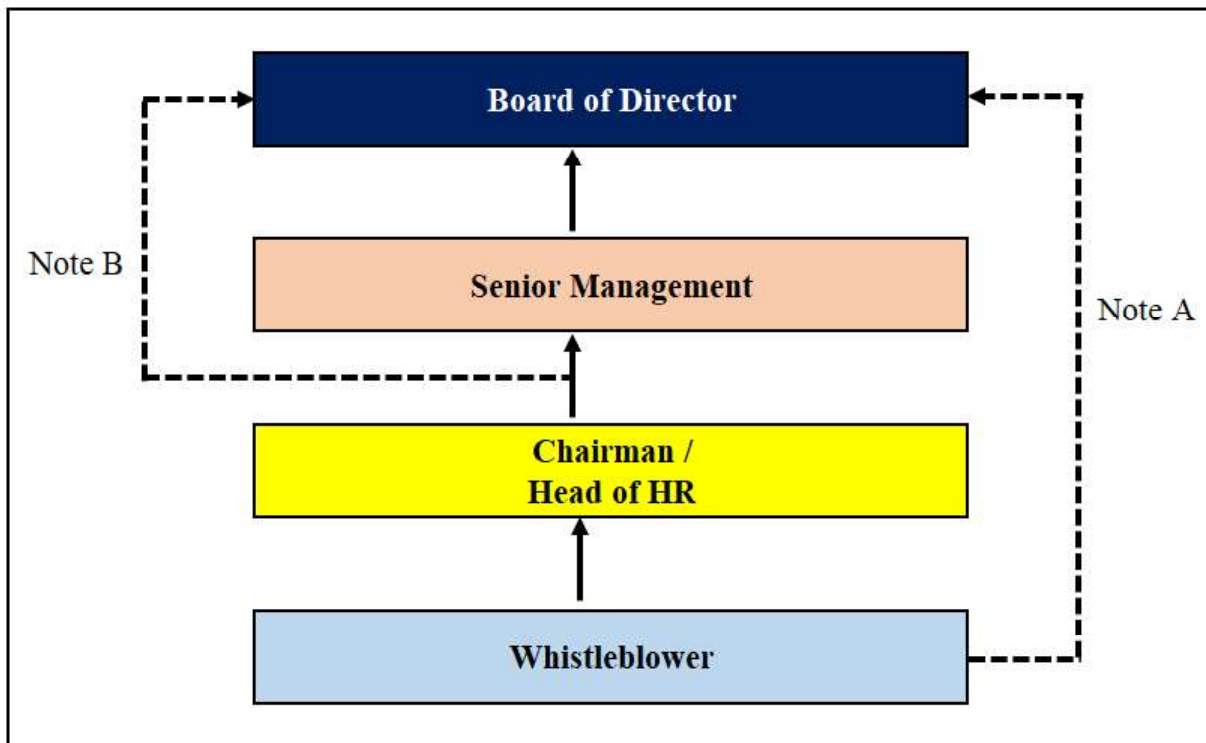 Board of Director
Note B
Senior Management
Note A
Chairman /
Head of HR
Whistleblower